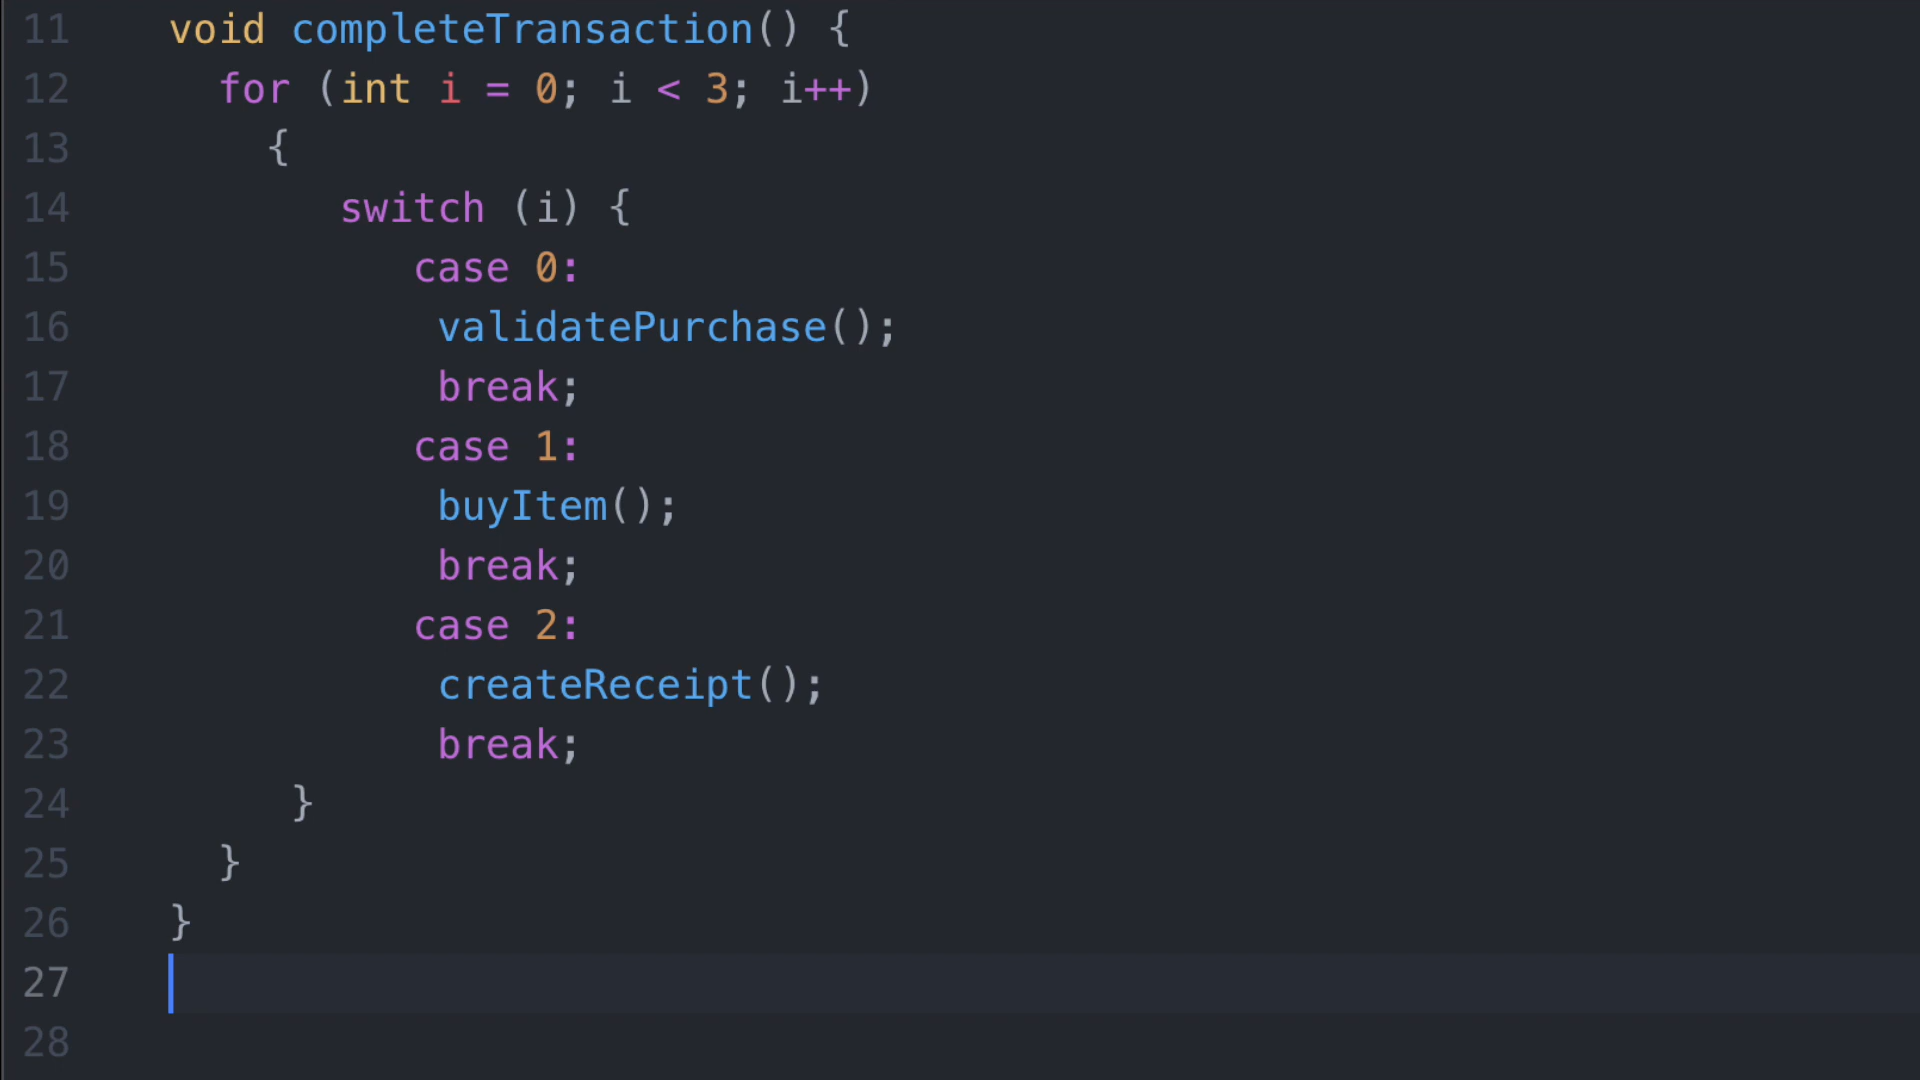 11 void completeTransaction() {
12 for (int i = 0; i < 3; i++)
13 {
14 switch (i) {
15 case 0:
16 validatePurchase();
17 break;
18 case 1:
19 buyItem();
20 break;
21 case 2:
22 createReceipt();
23 break;
24 }
25 }
26 }
27
28